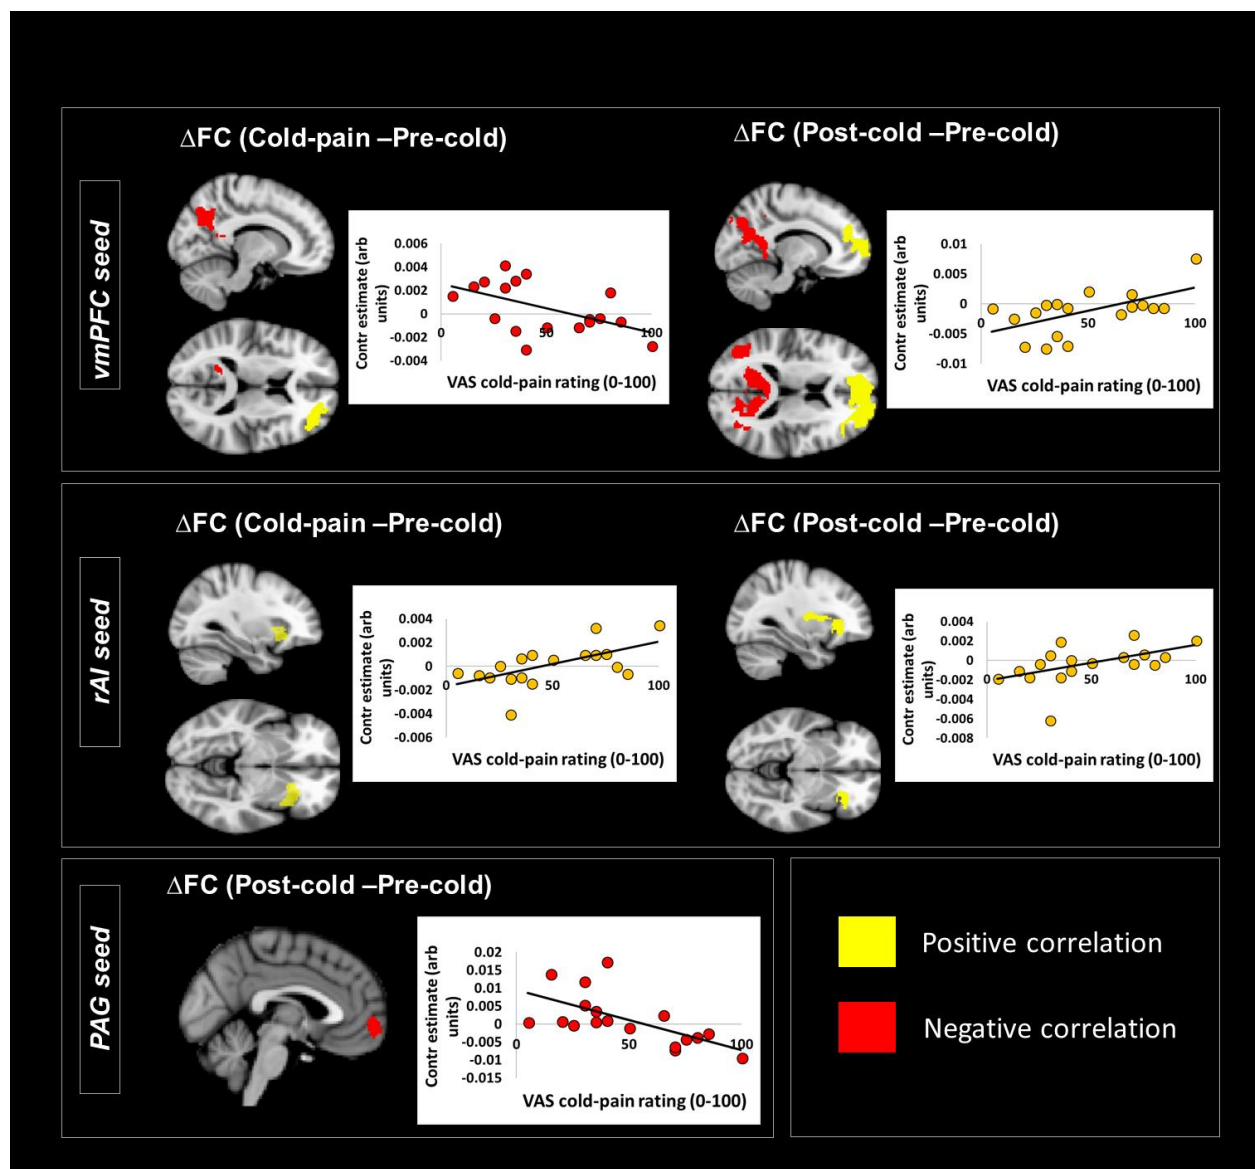 ∆FC (Cold-pain –Pre-cold)
∆FC (Post-cold –Pre-cold)
vmPFC seed
Contr estimate (arb
units)
0.006
0.004
0.002
0
-0.002
-0.004
0
50
100
VAS cold-pain rating (0-100)
Contr estimate (arb
units)
0.01
0.005
0
-0.005
-0.01
0
50
100
VAS cold-pain rating (0-100)
∆FC (Cold-pain –Pre-cold)
∆FC (Post-cold –Pre-cold)
rAI seed
Contr estimate (arb
units)
0.004
0.002
0
-0.002
-0.004
-0.006
0
50
100
VAS cold-pain rating (0-100)
Contr estimate (arb
units)
0.004
0.002
0
-0.002
-0.004
-0.006
-0.008
0
50
100
VAS cold-pain rating (0-100)
∆FC (Post-cold –Pre-cold)
PAG seed
Contr estimate (arb
units)
0.02
0.015
0.01
0.005
0
-0.005
-0.01
-0.015
0
50
100
VAS cold-pain rating (0-100)
Positive correlation
Negative correlation